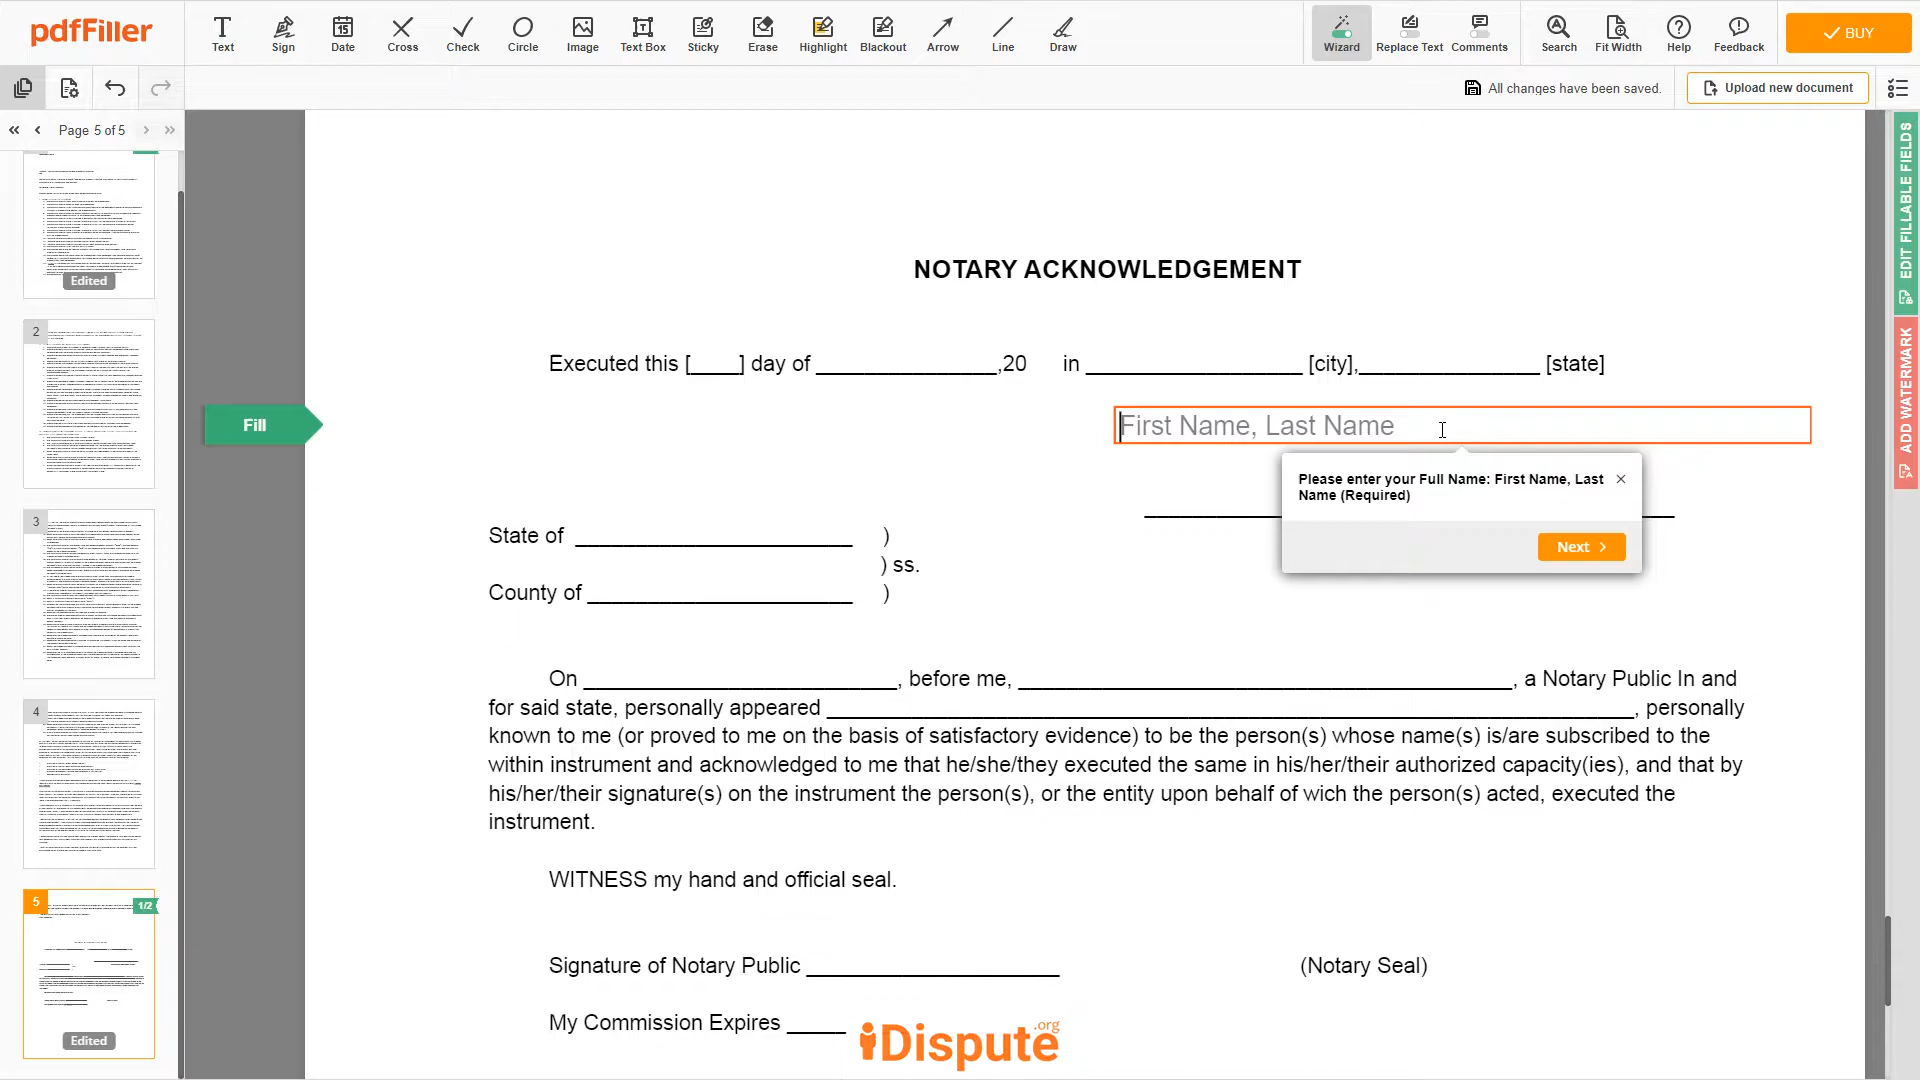 pdfFiller
Text Sign Date Cross Check Circle Image Text Box Sticky Erase Highlight Blackout Arrow Line Draw Wizard Replace Text Comments Search Fit Width Help Feedback BUY
All changes have been saved. Upload new document
Page 5 of 5
Edited
2
3
4
5
1/2
Edited
NOTARY ACKNOWLEDGEMENT
Executed this [____] day of _______________,20 in __________________ [city],_______________ [state]
Fill
First Name, Last Name
Please enter your Full Name: First Name, Last
Name (Required)
Next
State of _______________________ )
) ss.
County of ______________________ )
On __________________________, before me, _________________________________________, a Notary Public In and
for said state, personally appeared ___________________________________________________________________, personally
known to me (or proved to me on the basis of satisfactory evidence) to be the person(s) whose name(s) is/are subscribed to the
within instrument and acknowledged to me that he/she/they executed the same in his/her/their authorized capacity(ies), and that by
his/her/their signature(s) on the instrument the person(s), or the entity upon behalf of wich the person(s) acted, executed the
instrument.
WITNESS my hand and official seal.
Signature of Notary Public _____________________ (Notary Seal)
My Commission Expires _____
iDispute.org
EDIT FILLABLE FIELDS
ADD WATERMARK